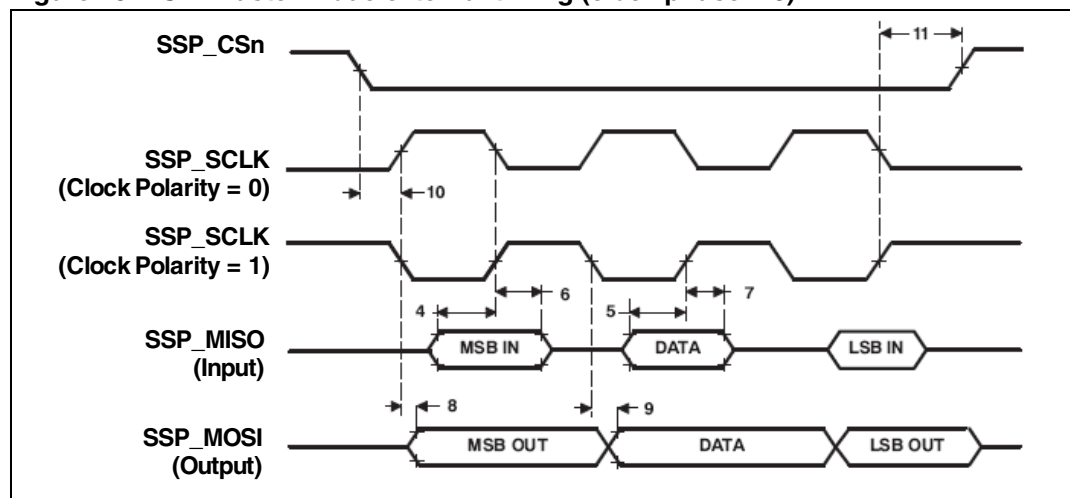 SSP_CSn
11
SSP_SCLK
(Clock Polarity = 0)
10
SSP_SCLK
(Clock Polarity = 1)
4
6
5
7
SSP_MISO
(Input)
MSB IN
DATA
LSB IN
8
9
SSP_MOSI
(Output)
MSB OUT
DATA
LSB OUT